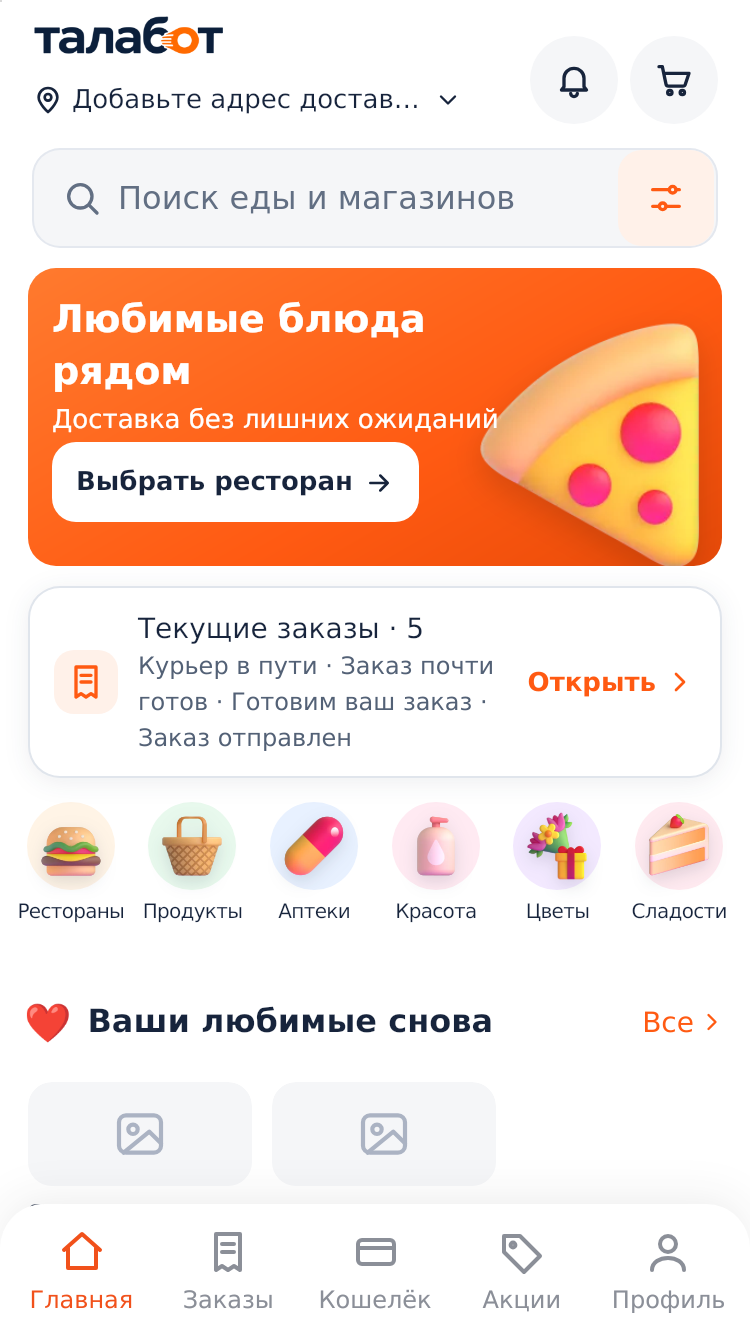 талабот
Добавьте адрес достав...
Поиск еды и магазинов
Любимые блюда
рядом
Доставка без лишних ожиданий
Выбрать ресторан →
Текущие заказы · 5
Курьер в пути · Заказ почти
готов · Готовим ваш заказ ·
Заказ отправлен
Открыть
Рестораны Продукты Аптеки Красота Цветы Сладости
Ваши любимые снова
Все
Главная Заказы Кошелёк Акции Профиль